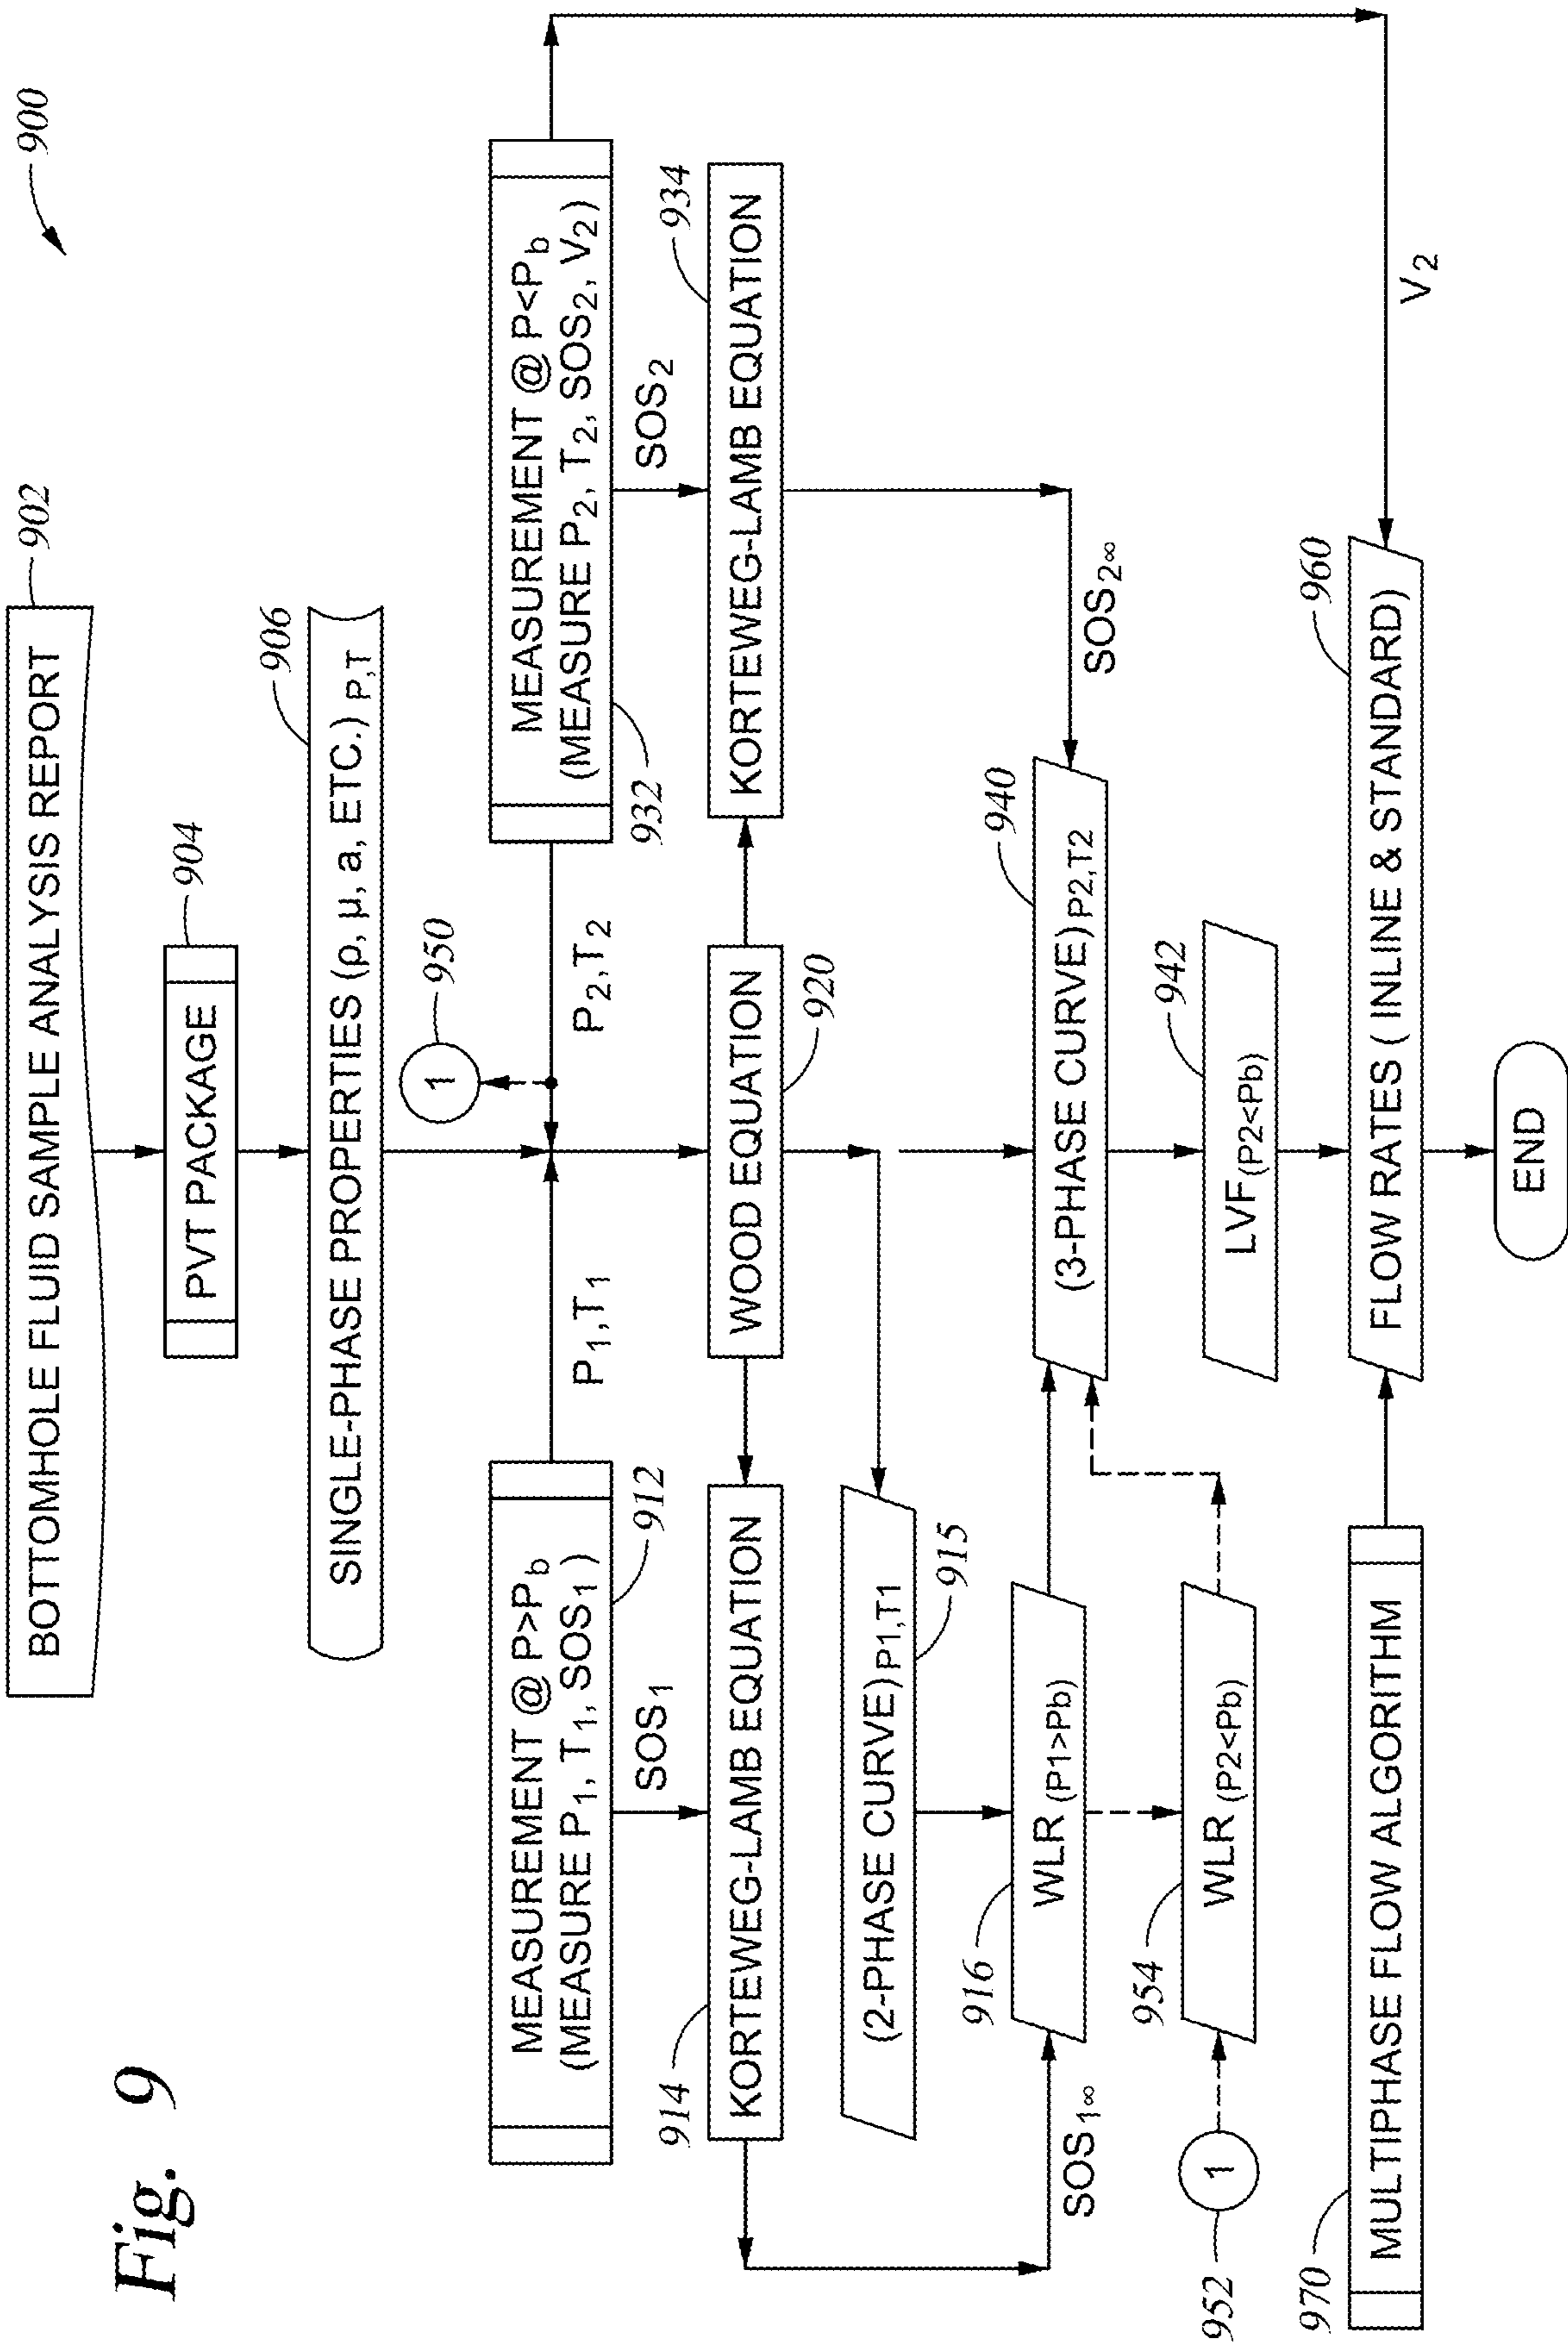 Fig. 9
900
BOTTOMHOLE FLUID SAMPLE ANALYSIS REPORT
902
PVT PACKAGE
904
SINGLE-PHASE PROPERTIES (ρ, μ, a, ETC.) P,T
906
1
950
MEASUREMENT @ P>Pb
(MEASURE P1, T1, SOS1)
912
P1,T1
P2,T2
MEASUREMENT @ P<Pb
(MEASURE P2, T2, SOS2, V2)
932
SOS1
SOS2
914
KORTEWEG-LAMB EQUATION
WOOD EQUATION
920
KORTEWEG-LAMB EQUATION
934
(2-PHASE CURVE)P1,T1
915
916
WLR (P1>Pb)
SOS1∞
(3-PHASE CURVE)P2,T2
940
SOS2∞
952
1
954
WLR (P2<Pb)
LVF(P2<Pb)
942
970
MULTIPHASE FLOW ALGORITHM
FLOW RATES ( INLINE & STANDARD)
960
V2
END